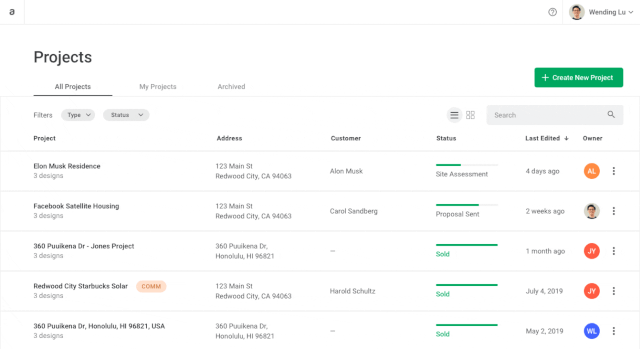 a
Wending Lu
Projects
All Projects My Projects Archived
+ Create New Project
Filters Type Status Search
Project Address Customer Status Last Edited Owner
Elon Musk Residence
3 designs
123 Main St
Redwood City, CA 94063
Alon Musk
Site Assessment
4 days ago
AL
Facebook Satellite Housing
3 designs
123 Main St
Redwood City, CA 94063
Carol Sandberg
Proposal Sent
2 weeks ago
360 Puuikena Dr - Jones Project
3 designs
360 Puuikena Dr,
Honolulu, HI 96821
–
Sold
1 month ago
JY
Redwood City Starbucks Solar COMM
3 designs
123 Main St
Redwood City, CA 94063
Harold Schultz
Sold
July 4, 2019
JY
360 Puuikena Dr, Honolulu, HI 96821, USA
3 designs
360 Puuikena Dr,
Honolulu, HI 96821
–
Sold
May 2, 2019
WL